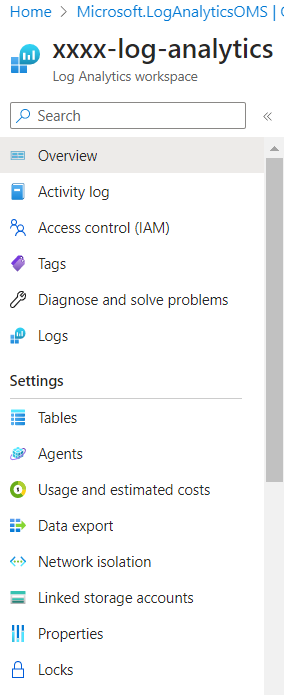 Home > Microsoft.LogAnalyticsOMS |
xxxx-log-analytics
Log Analytics workspace
Search
«
Overview
Activity log
Access control (IAM)
Tags
Diagnose and solve problems
Logs
Settings
Tables
Agents
Usage and estimated costs
Data export
Network isolation
Linked storage accounts
Properties
Locks